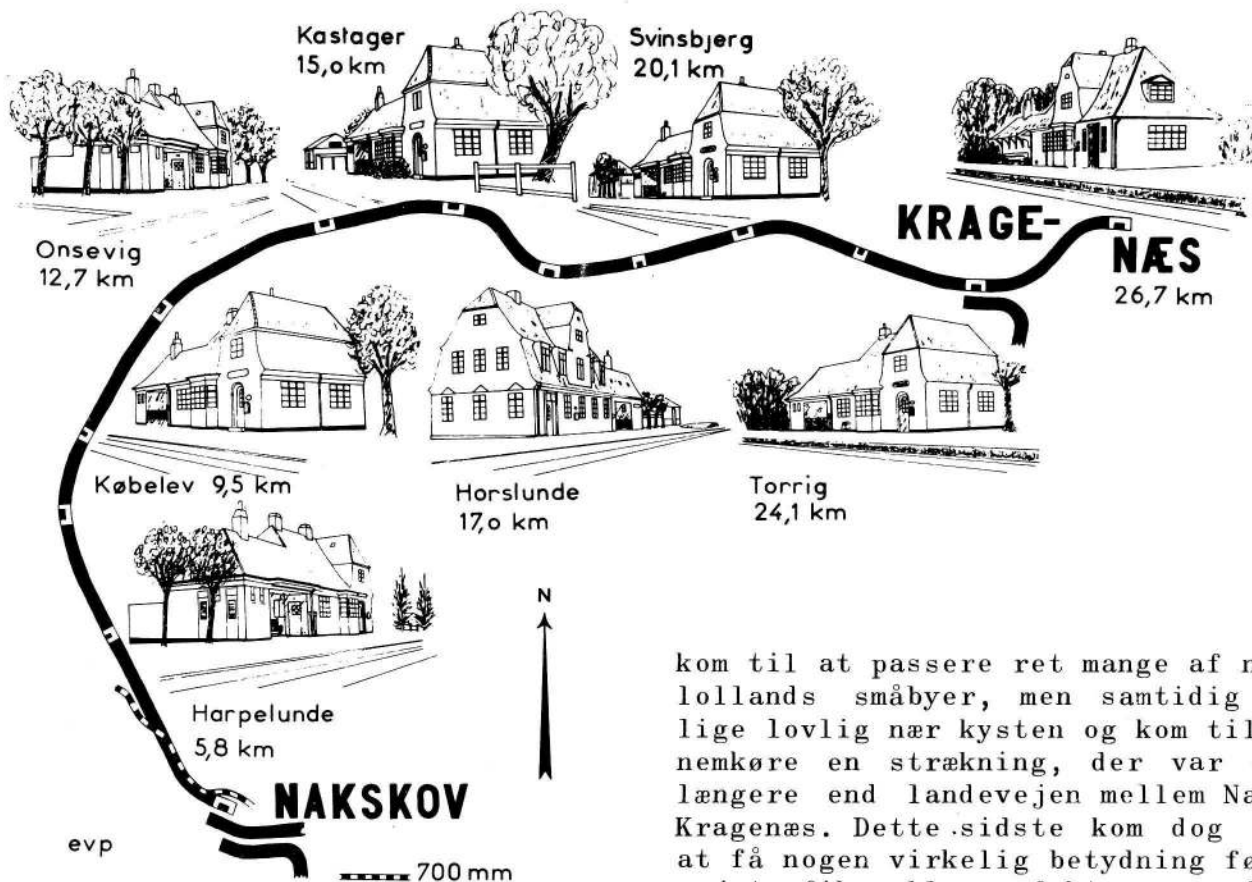 Kastager
15,0 km
Svinsbjerg
20,1 km
Onsevig
12,7 km
KRAGE-
NÆS
26,7 km
Købelev 9,5 km
Horslunde
17,0 km
Torrig
24,1 km
N
Harpelunde
5,8 km
NAKSKOV
evp
700 mm
kom til at passere ret mange af
lollands småbyer, men samtidig
lige lovlig nær kysten og kom til
nemkøre en strækning, der var
længere end landevejen mellem
Kragenæs. Dette sidste kom dog
at få nogen virkelig betydning